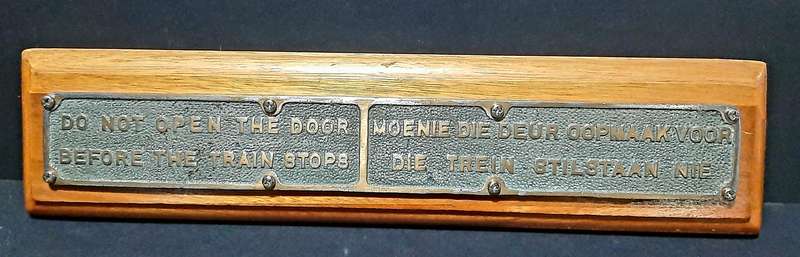 DO NOT OPEN THE DOOR
BEFORE THE TRAIN STOPS
MOENIE DIE DEUR OOPMAAK VOOR
DIE TREIN STILSTAAN NIE